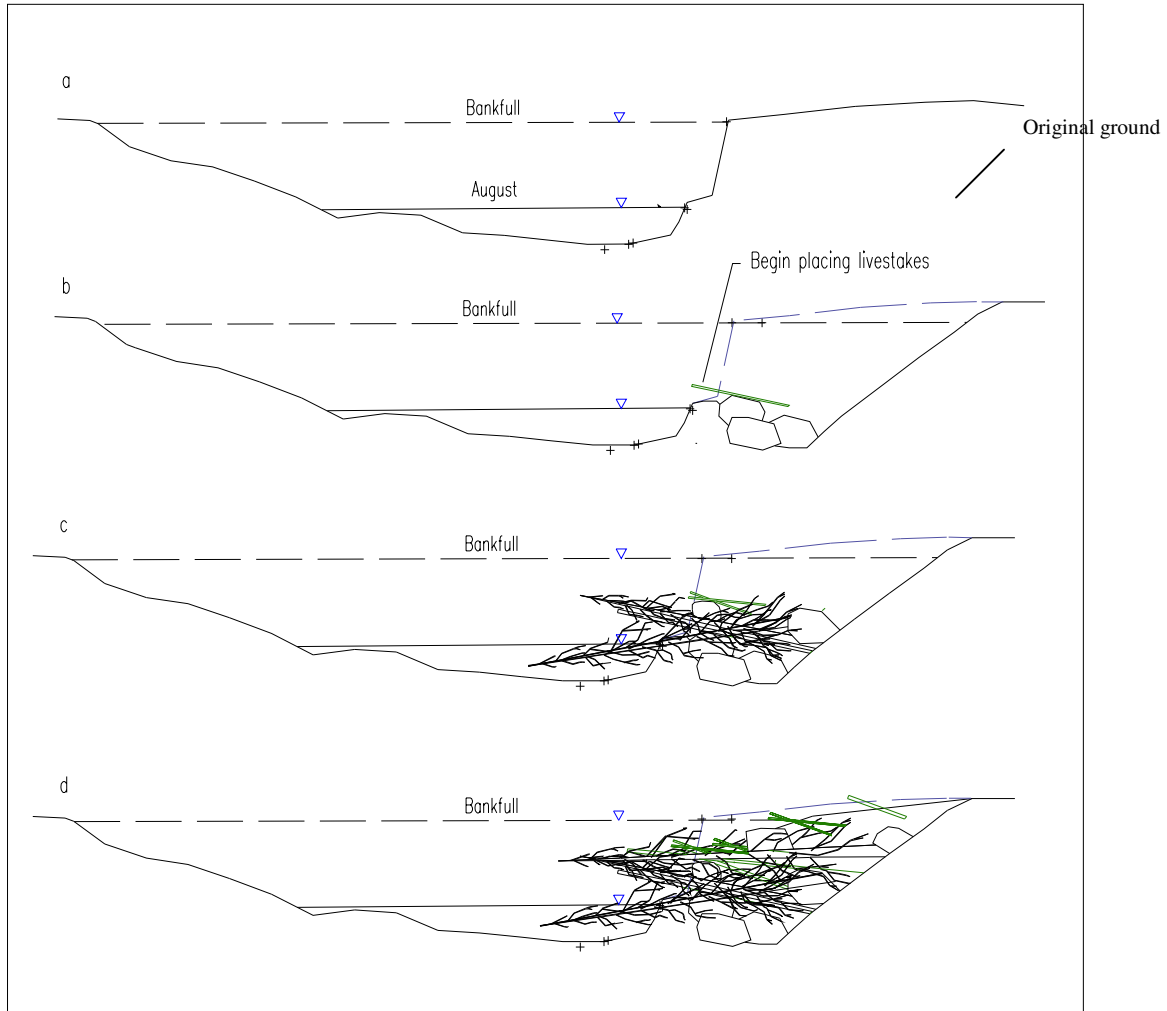 a
Bankfull
Original ground
August
Begin placing livestakes
b
Bankfull
c
Bankfull
d
Bankfull